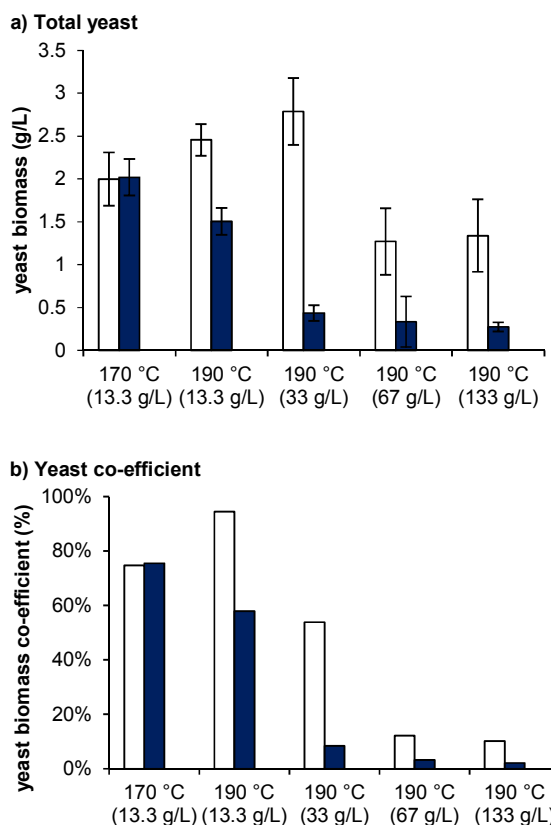 a) Total yeast
yeast biomass (g/L)
3.5
3
2.5
2
1.5
1
0.5
0
170 °C 190 °C 190 °C 190 °C 190 °C
(13.3 g/L) (13.3 g/L) (33 g/L) (67 g/L) (133 g/L)
b) Yeast co-efficient
yeast biomass co-efficient (%)
100%
80%
60%
40%
20%
0%
170 °C 190 °C 190 °C 190 °C 190 °C
(13.3 g/L) (13.3 g/L) (33 g/L) (67 g/L) (133 g/L)